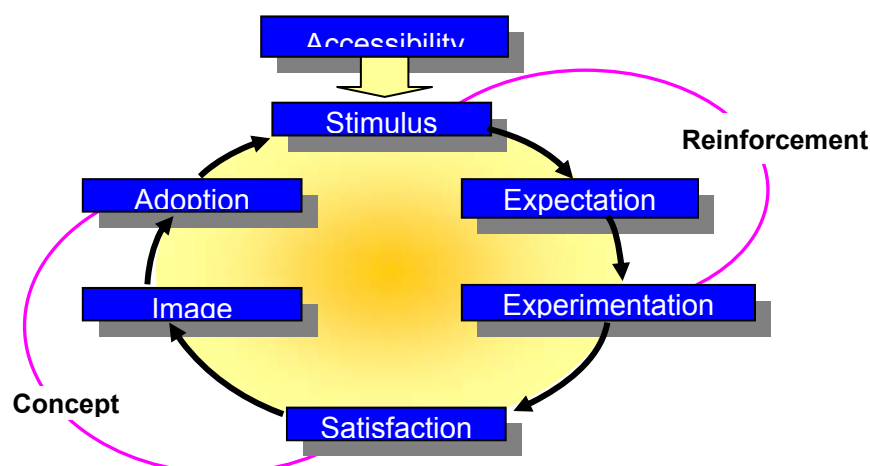 Accessibility
Stimulus
Reinforcement
Adoption
Expectation
Image
Experimentation
Concept
Satisfaction